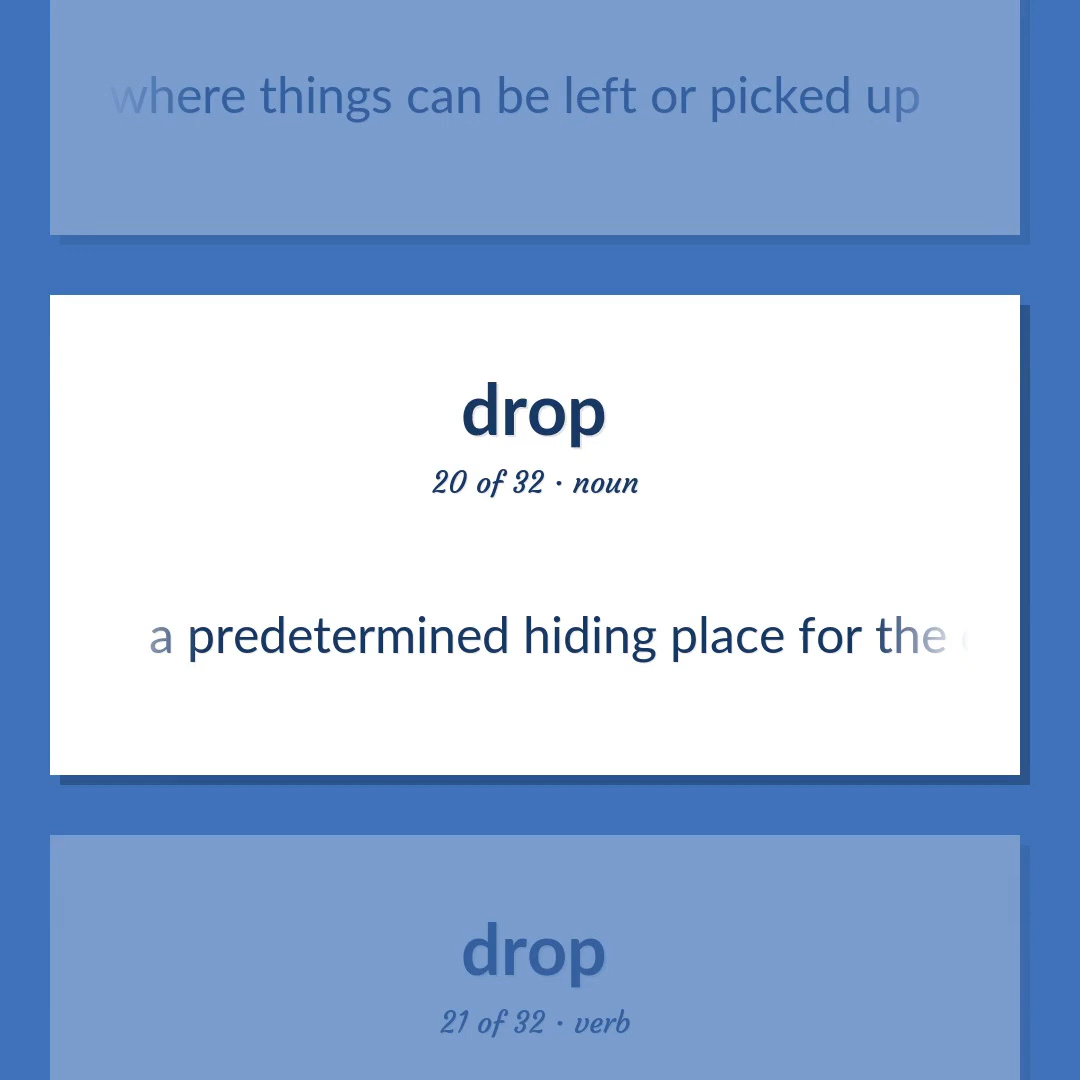 where things can be left or picked up
drop
20 of 32 · noun
a predetermined hiding place for the
drop
21 of 32 · verb